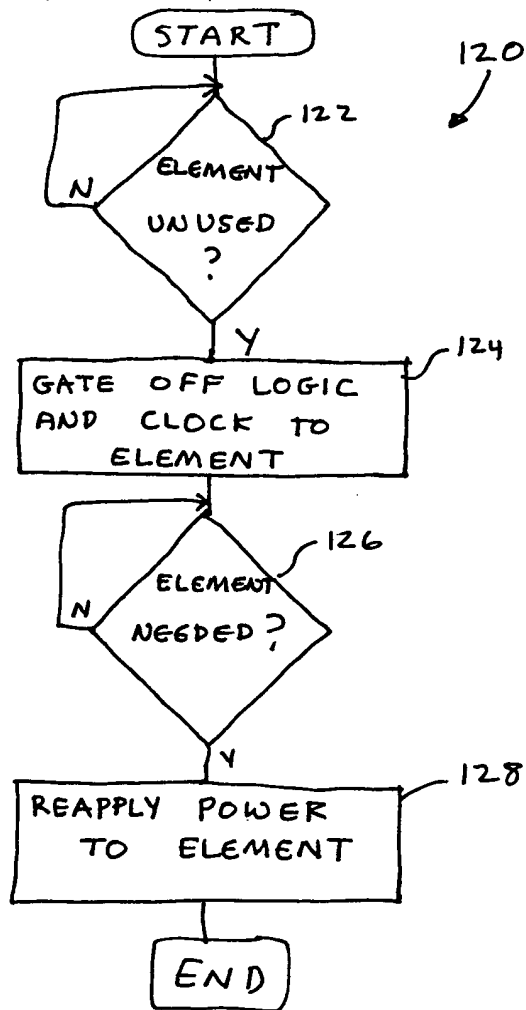 START
120
122
ELEMENT
UNUSED
?
N
Y
124
GATE OFF LOGIC
AND CLOCK TO
ELEMENT
126
ELEMENT
NEEDED?
N
Y
128
REAPPLY POWER
TO ELEMENT
END